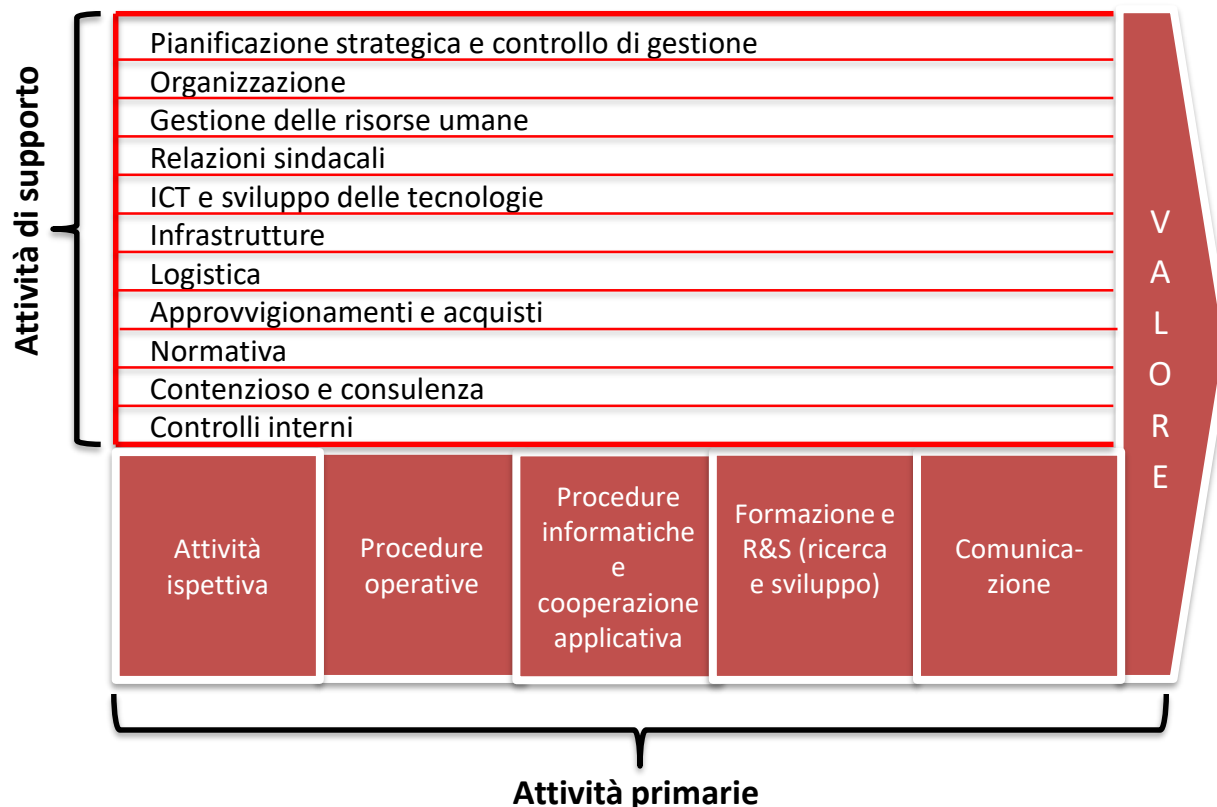 Attività di supporto
Pianificazione strategica e controllo di gestione
Organizzazione
Gestione delle risorse umane
Relazioni sindacali
ICT e sviluppo delle tecnologie
Infrastrutture
Logistica
Approvvigionamenti e acquisti
Normativa
Contenzioso e consulenza
Controlli interni
V
A
L
O
R
E
Attività
ispettiva
Procedure
operative
Procedure
informatiche
e
cooperazione
applicativa
Formazione e
R&S (ricerca
e sviluppo)
Comunica-
zione
Attività primarie